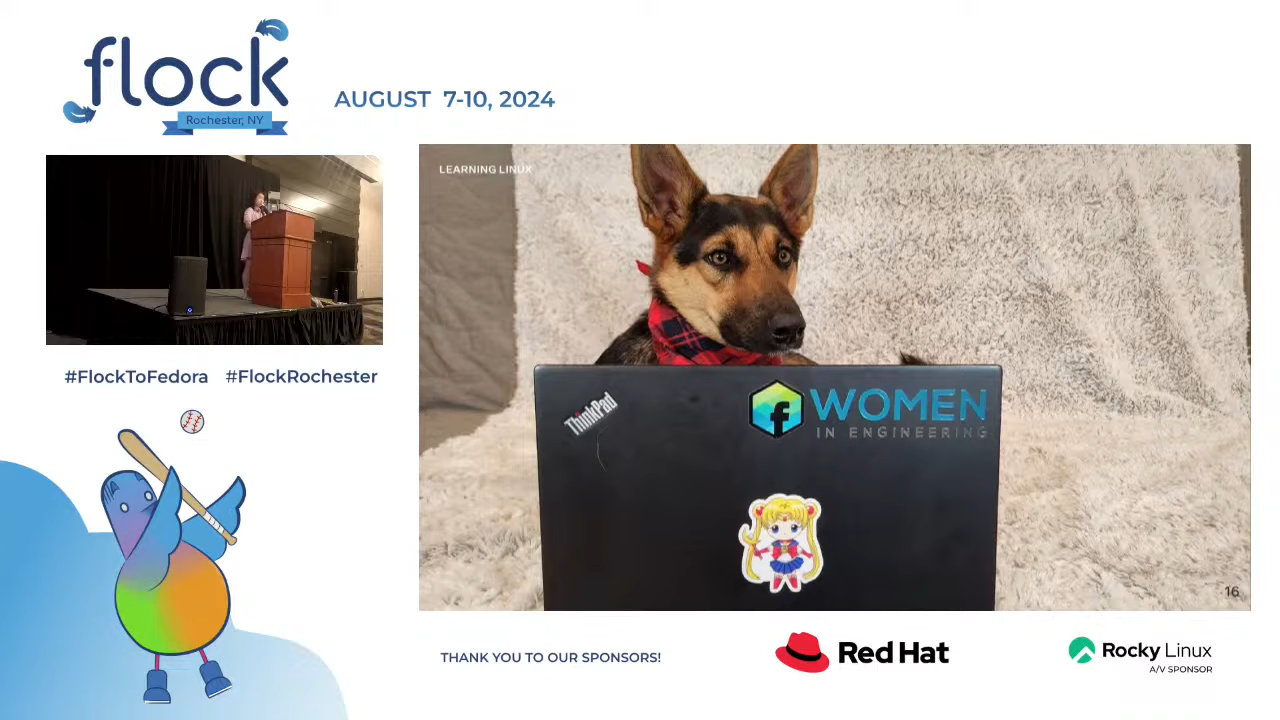 flock
Rochester, NY
AUGUST 7-10, 2024
LEARNING LINUX
ThinkPad
f WOMEN
IN ENGINEERING
16
#FlockToFedora #FlockRochester
THANK YOU TO OUR SPONSORS!
Red Hat
Rocky Linux
A/V SPONSOR